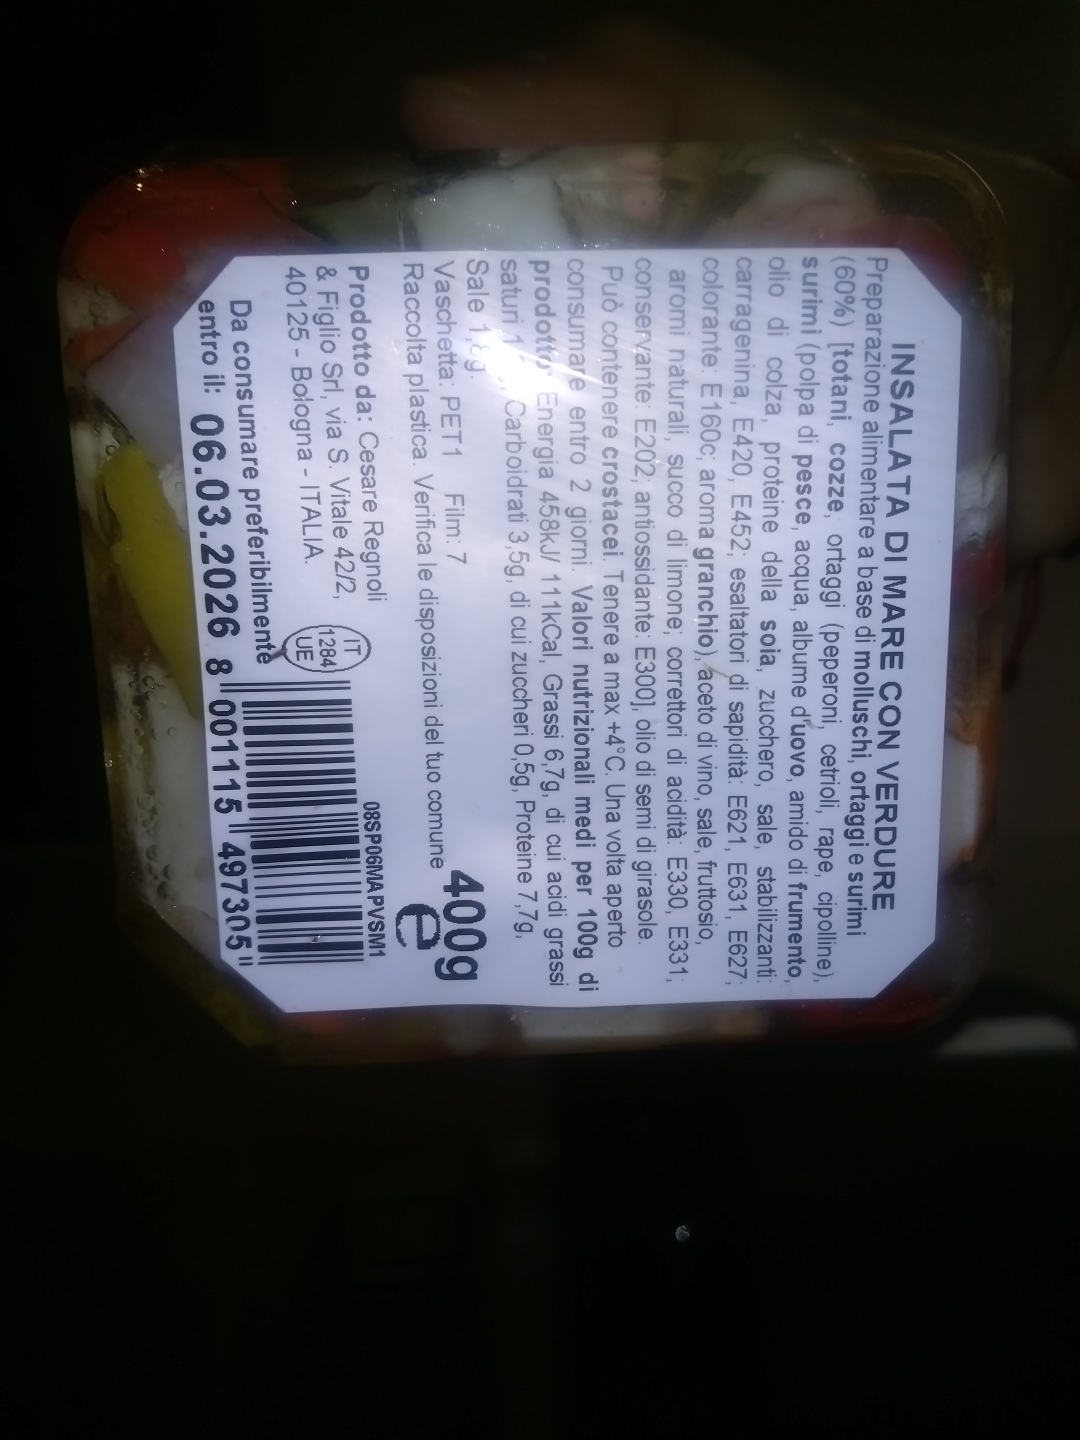 INSALATA DI MARE CON VERDURE
Preparazione alimentare a base di molluschi, ortaggi e surimi
(60%) [totani, cozze, ortaggi (peperoni, cetrioli, rape, cipolline),
surimi (polpa di pesce, acqua, albume d'uovo, amido di frumento,
olio di colza, proteine della soia, zucchero, sale, stabilizzanti:
carragenina, E420, E452; esaltatori di sapidità: E621, E631, E627;
colorante: E160c; aroma granchio), aceto di vino, sale, fruttosio,
aromi naturali, succo di limone; correttori di acidità: E330, E331;
conservante: E202; antiossidante: E300], olio di semi di girasole.
Può contenere crostacei. Tenere a max +4°C. Una volta aperto
consumare entro 2 giorni. Valori nutrizionali medi per 100g di
prodotto: Energia 458kJ/ 111kCal, Grassi 6,7g, di cui acidi grassi
saturi Carboidrati 3,5g, di cui zuccheri 0,5g, Proteine 7,7g,
Sale
Vaschetta: PET1 Film: 7
Raccolta plastica. Verifica le disposizioni del tuo comune
400g
e
Prodotto da: Cesare Regnoli
& Figlio Srl, via S. Vitale 42/2,
40125 - Bologna - ITALIA.
IT
1284
UE
08SP06MAPVSM1
Da consumare preferibilmente
entro il: 06.03.2026
8 001115 497305